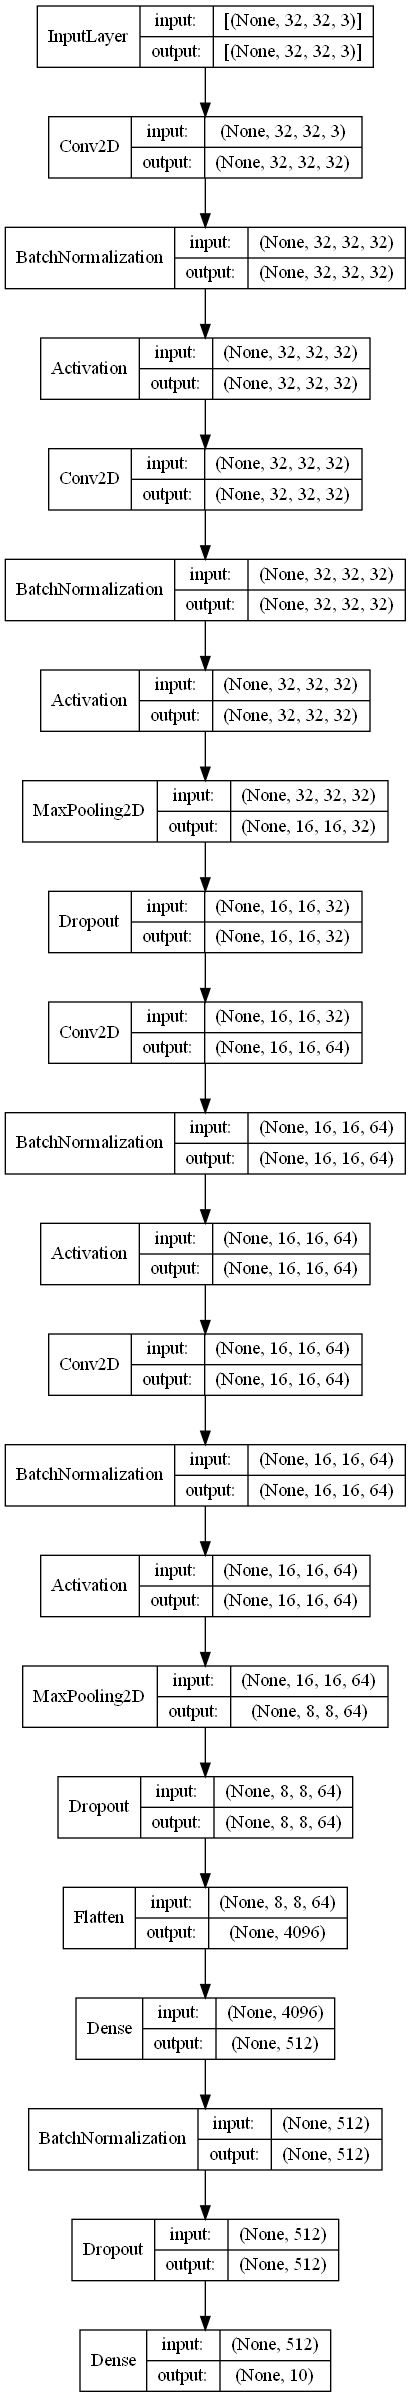 InputLayer input: [(None, 32, 32, 3)]
output: [(None, 32, 32, 3)]
Conv2D input: (None, 32, 32, 3)
output: (None, 32, 32, 32)
BatchNormalization input: (None, 32, 32, 32)
output: (None, 32, 32, 32)
Activation input: (None, 32, 32, 32)
output: (None, 32, 32, 32)
Conv2D input: (None, 32, 32, 32)
output: (None, 32, 32, 32)
BatchNormalization input: (None, 32, 32, 32)
output: (None, 32, 32, 32)
Activation input: (None, 32, 32, 32)
output: (None, 32, 32, 32)
MaxPooling2D input: (None, 32, 32, 32)
output: (None, 16, 16, 32)
Dropout input: (None, 16, 16, 32)
output: (None, 16, 16, 32)
Conv2D input: (None, 16, 16, 32)
output: (None, 16, 16, 64)
BatchNormalization input: (None, 16, 16, 64)
output: (None, 16, 16, 64)
Activation input: (None, 16, 16, 64)
output: (None, 16, 16, 64)
Conv2D input: (None, 16, 16, 64)
output: (None, 16, 16, 64)
BatchNormalization input: (None, 16, 16, 64)
output: (None, 16, 16, 64)
Activation input: (None, 16, 16, 64)
output: (None, 16, 16, 64)
MaxPooling2D input: (None, 16, 16, 64)
output: (None, 8, 8, 64)
Dropout input: (None, 8, 8, 64)
output: (None, 8, 8, 64)
Flatten input: (None, 8, 8, 64)
output: (None, 4096)
Dense input: (None, 4096)
output: (None, 512)
BatchNormalization input: (None, 512)
output: (None, 512)
Dropout input: (None, 512)
output: (None, 512)
Dense input: (None, 512)
output: (None, 10)